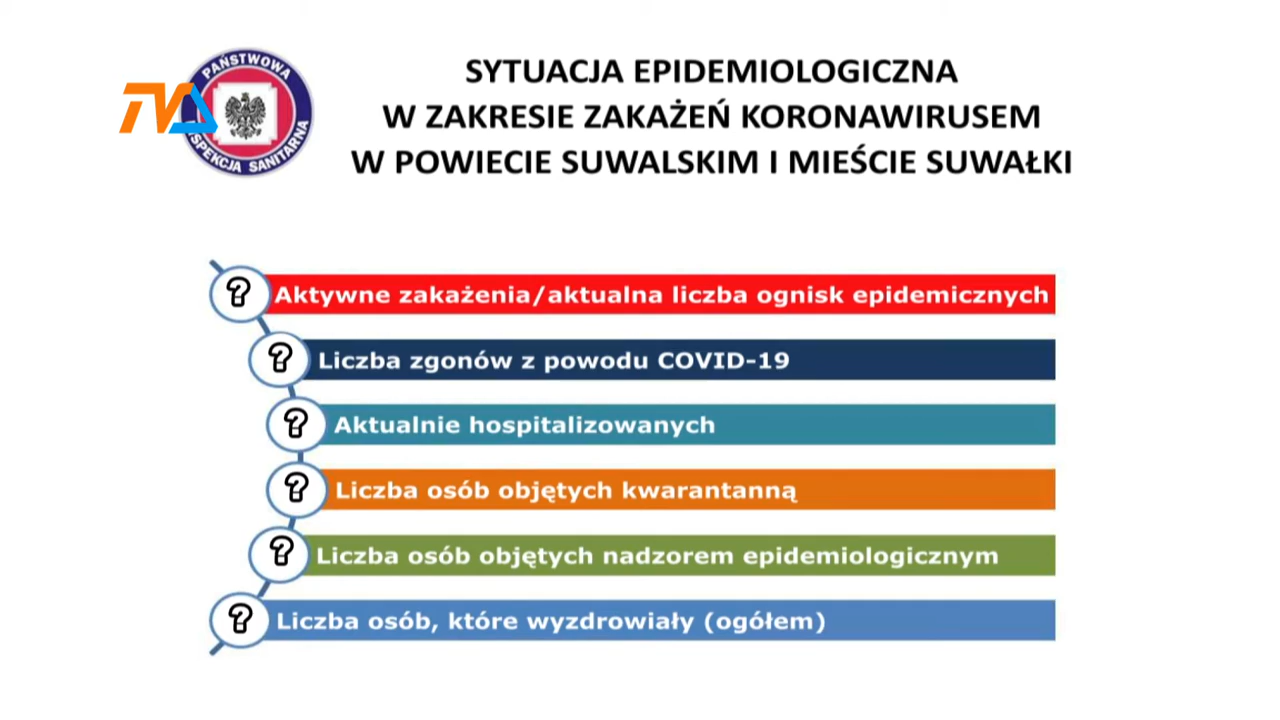 PAŃSTWOWA
SPEKCJA SANITARNA
TVA
SYTUACJA EPIDEMIOLOGICZNA
W ZAKRESIE ZAKAŻEŃ KORONAWIRUSEM
W POWIECIE SUWALSKIM I MIEŚCIE SUWAŁKI
? Aktywne zakażenia/aktualna liczba ognisk epidemicznych
? Liczba zgonów z powodu COVID-19
? Aktualnie hospitalizowanych
? Liczba osób objętych kwarantanną
? Liczba osób objętych nadzorem epidemiologicznym
? Liczba osób, które wyzdrowiały (ogółem)